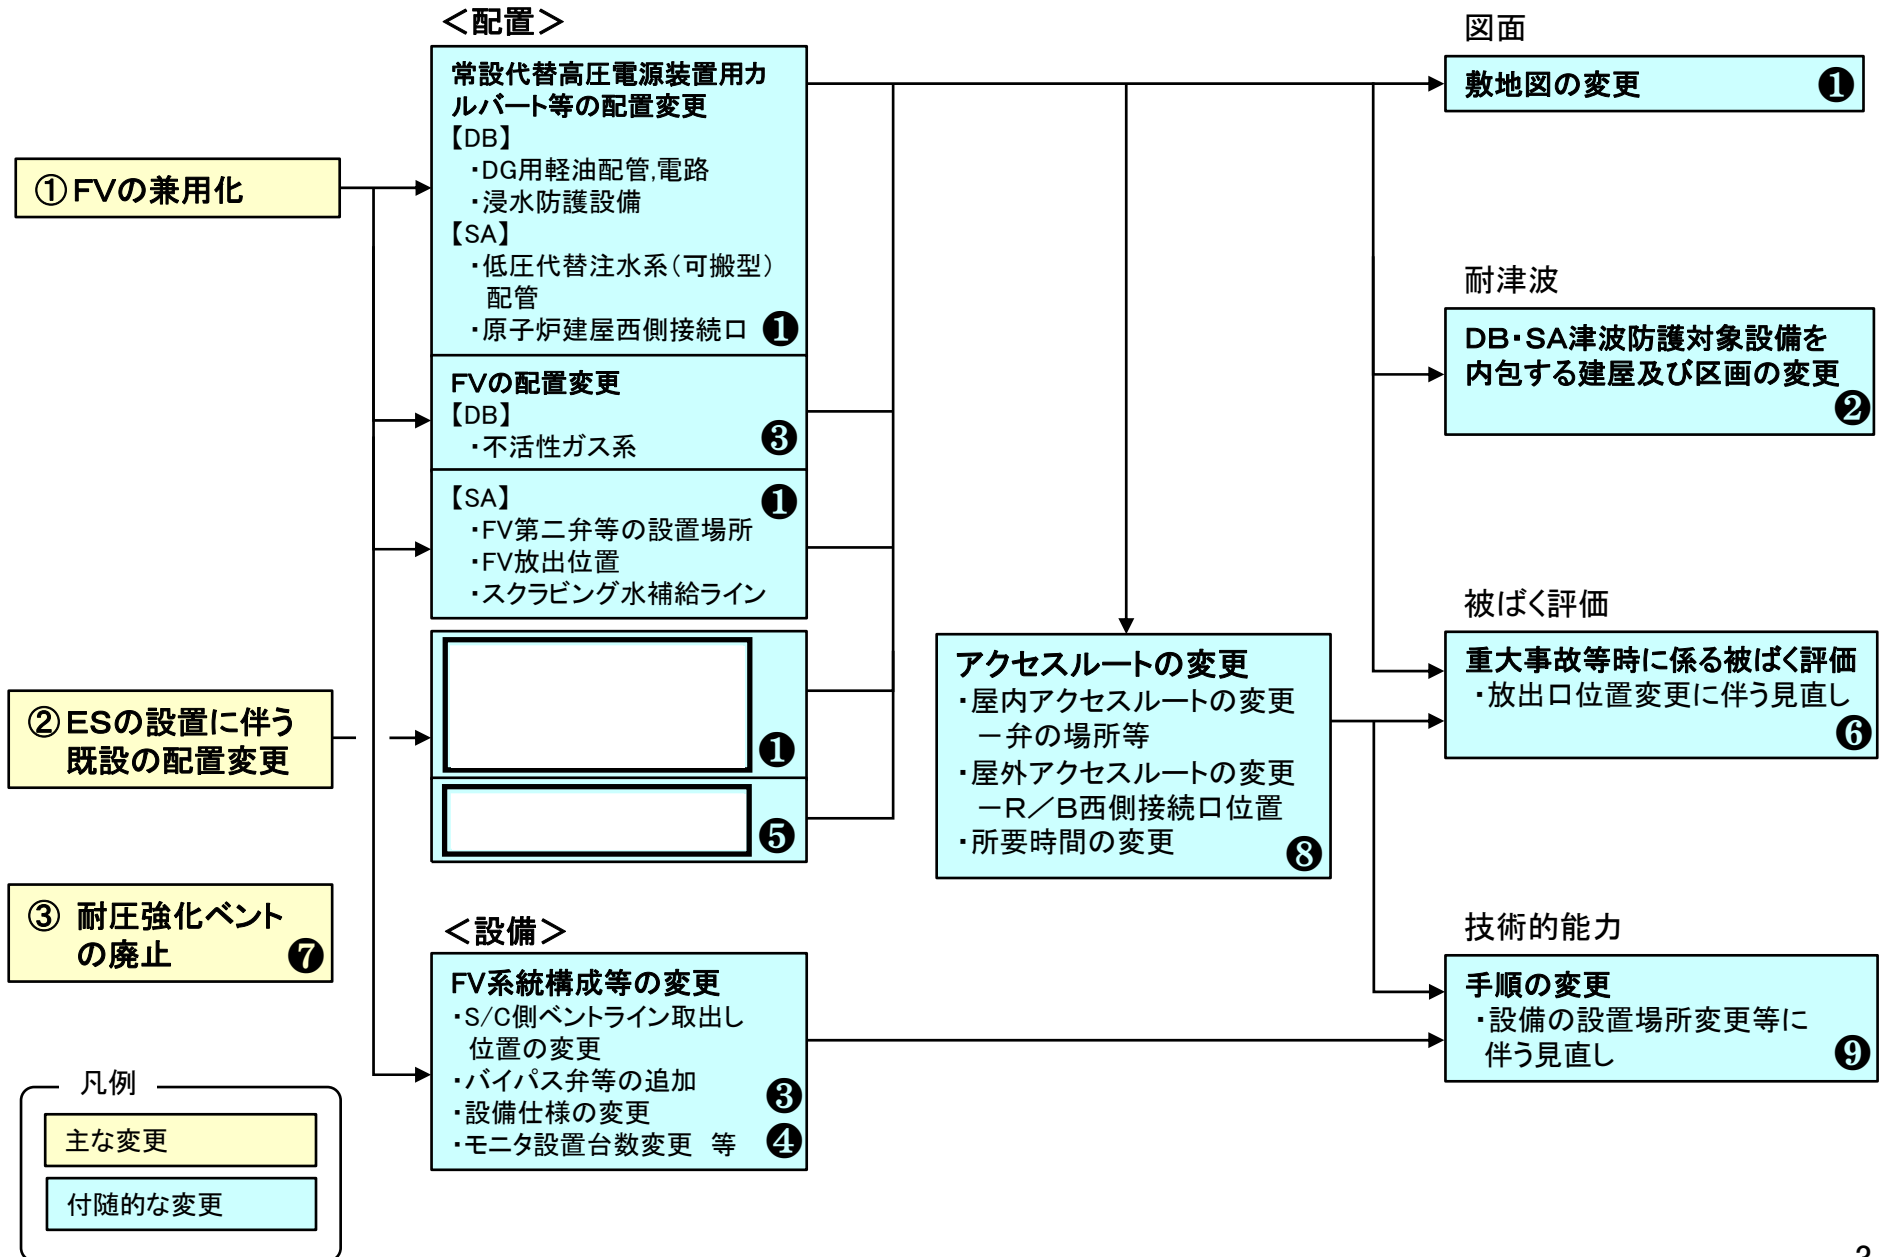 ①FVの兼用化
②ESの設置に伴う
既設の配置変更
③ 耐圧強化ベント
の廃止 ❼
凡例
主な変更
付随的な変更
＜配置＞
常設代替高圧電源装置用カ
ルバート等の配置変更
【DB】
・DG用軽油配管,電路
・浸水防護設備
【SA】
・低圧代替注水系（可搬型）
配管
・原子炉建屋西側接続口 ❶
FVの配置変更
【DB】
・不活性ガス系 ❸
【SA】 ❶
・FV第二弁等の設置場所
・FV放出位置
・スクラビング水補給ライン
❶
❺
＜設備＞
FV系統構成等の変更
・S/C側ベントライン取出し
位置の変更
・バイパス弁等の追加
・設備仕様の変更 ❸
・モニタ設置台数変更 等 ❹
アクセスルートの変更
・屋内アクセスルートの変更
－弁の場所等
・屋外アクセスルートの変更
－R／B西側接続口位置
・所要時間の変更 ❽
図面
敷地図の変更 ❶
耐津波
DB・SA津波防護対象設備を
内包する建屋及び区画の変更
❷
被ばく評価
重大事故等時に係る被ばく評価
・放出口位置変更に伴う見直し
❻
技術的能力
手順の変更
・設備の設置場所変更等に
伴う見直し ❾